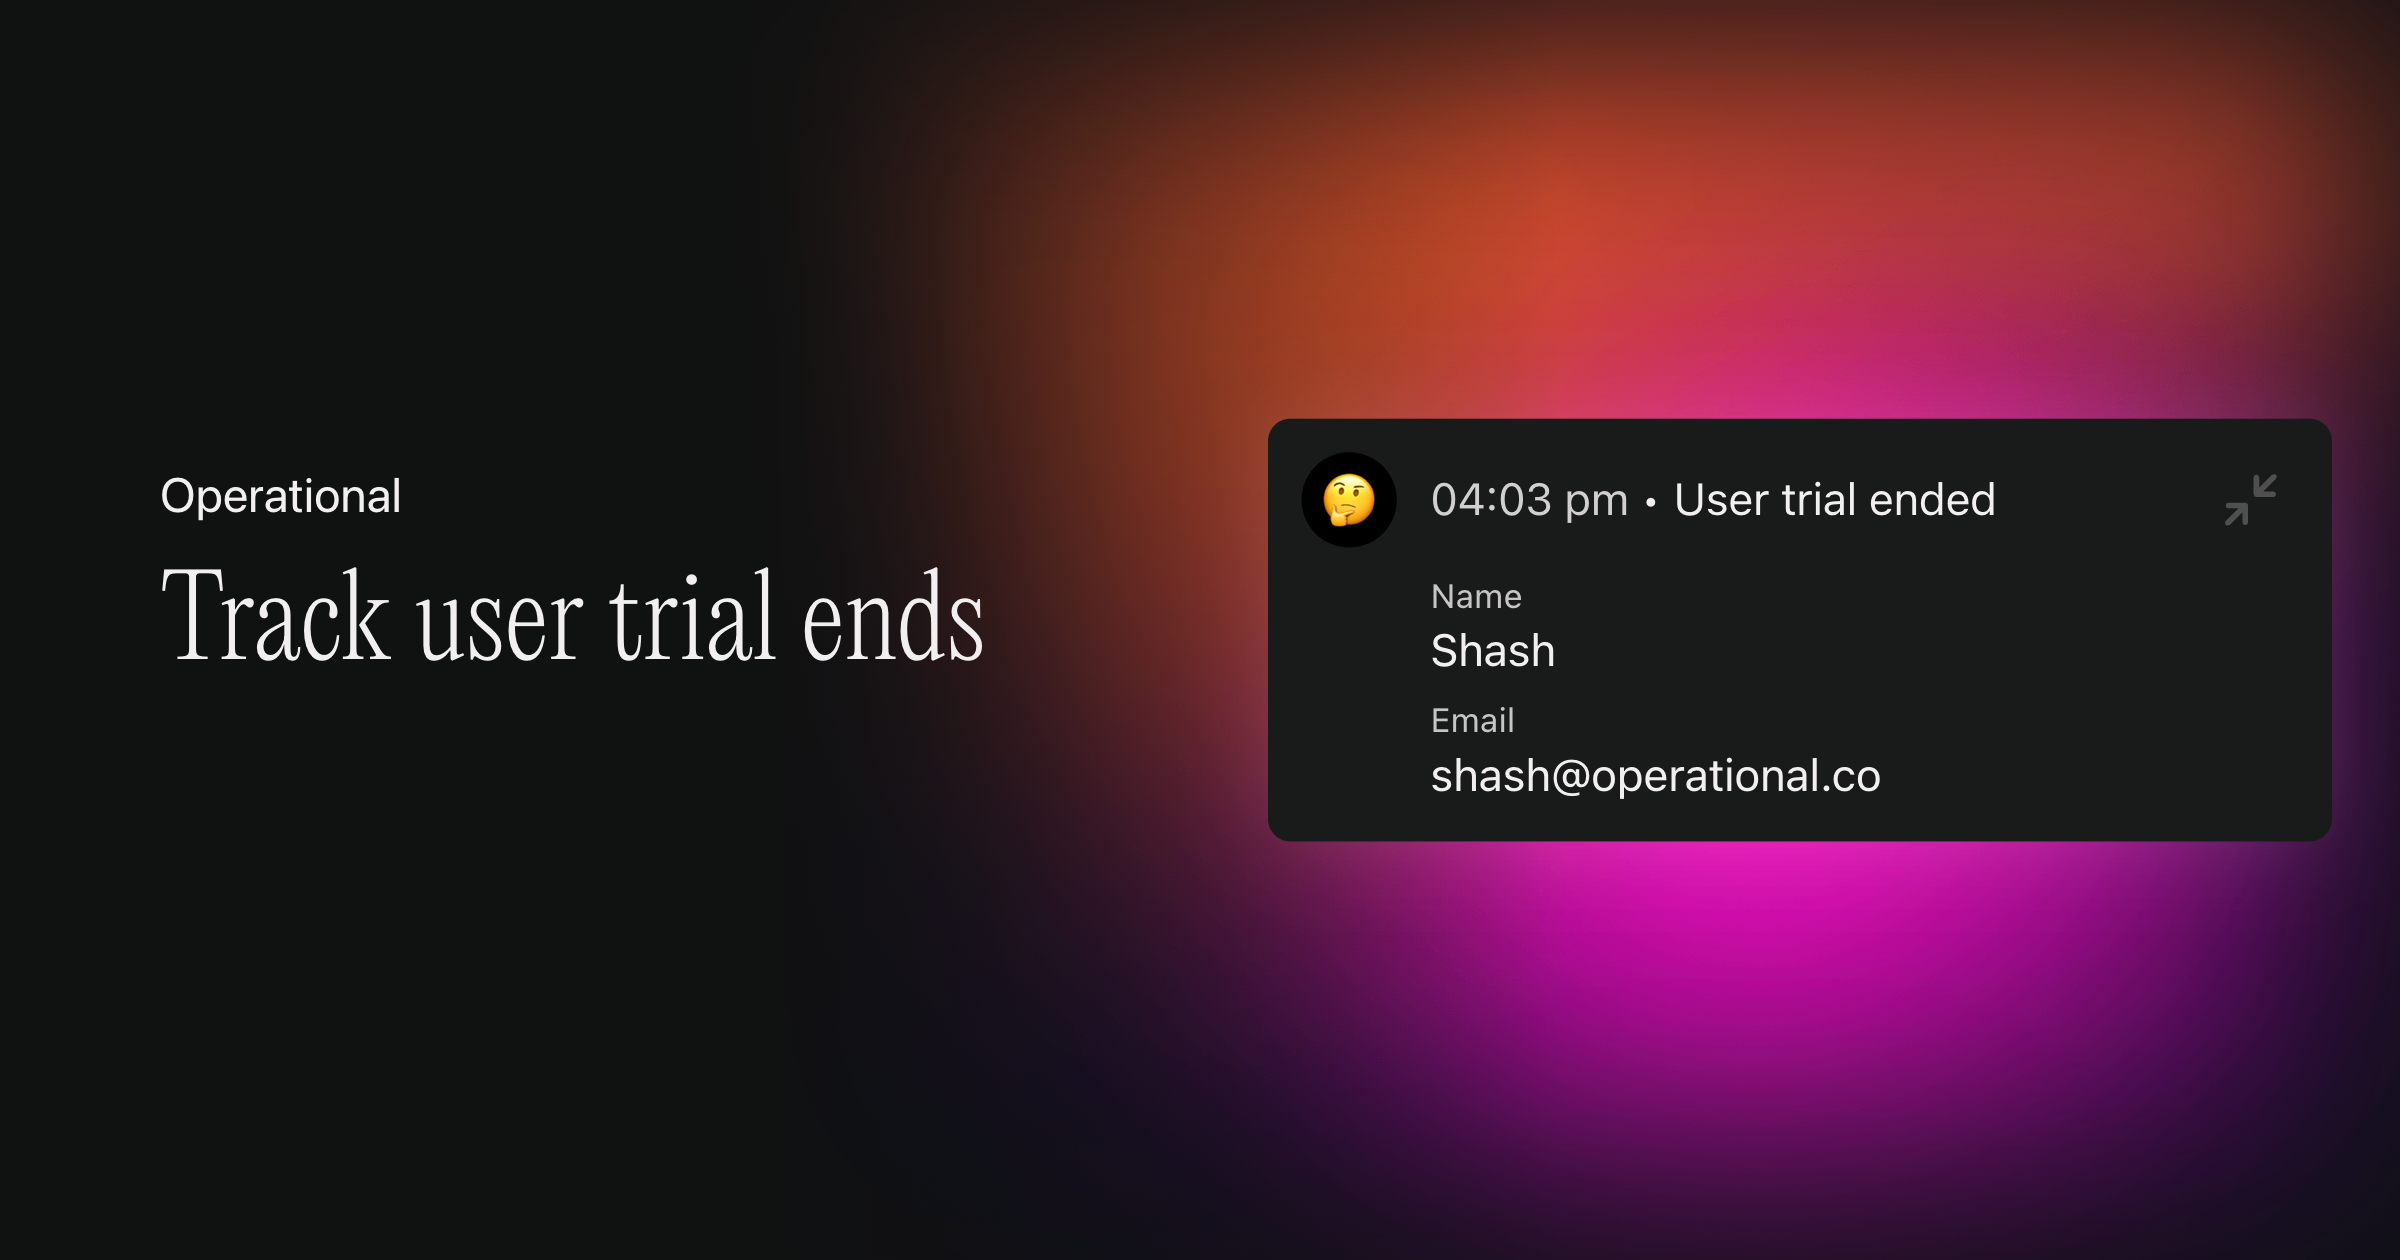 Operational
Track user trial ends
04:03 pm • User trial ended
Name
Shash
Email
shash@operational.co